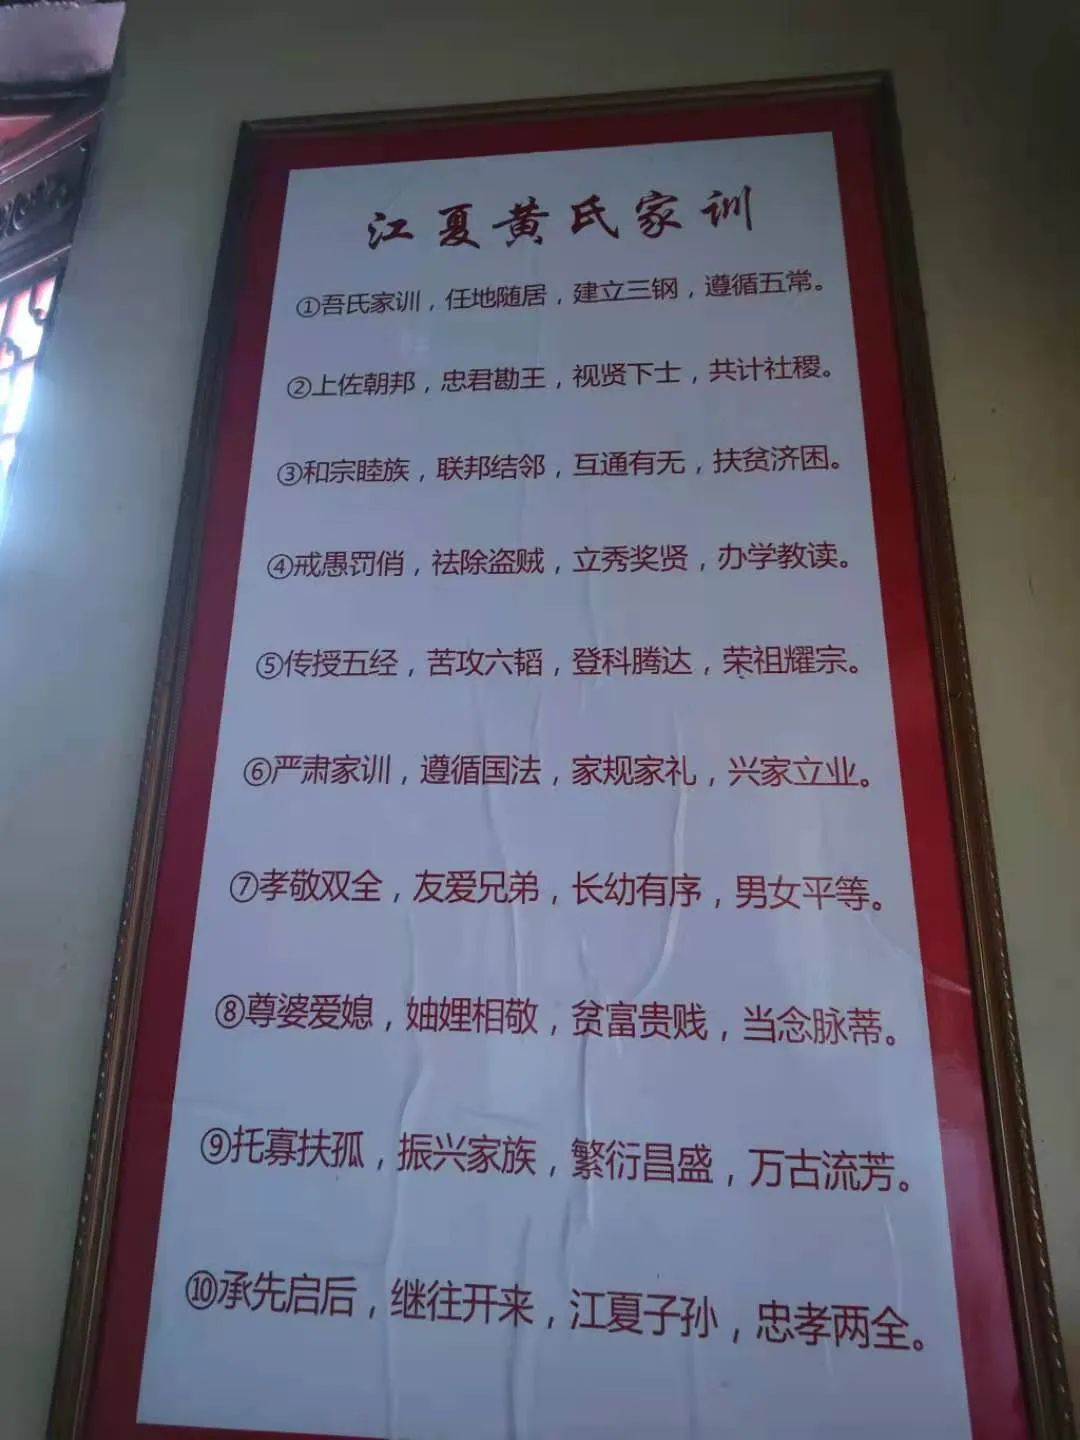 江夏黄氏家训
①吾氏家训，任地随居，建立三钢，遵循五常。
②上佐朝邦，忠君勘王，视贤下士，共计社稷。
③和宗睦族，联邦结邻，互通有无，扶贫济困。
④戒愚罚俏，祛除盗贼，立秀奖贤，办学教读。
⑤传授五经，苦攻六韬，登科腾达，荣祖耀宗。
⑥严肃家训，遵循国法，家规家礼，兴家立业。
⑦孝敬双全，友爱兄弟，长幼有序，男女平等。
⑧尊婆爱媳，妯娌相敬，贫富贵贱，当念脉蒂。
⑨托寡扶孤，振兴家族，繁衍昌盛，万古流芳。
⑩承先启后，继往开来，江夏子孙，忠孝两全。